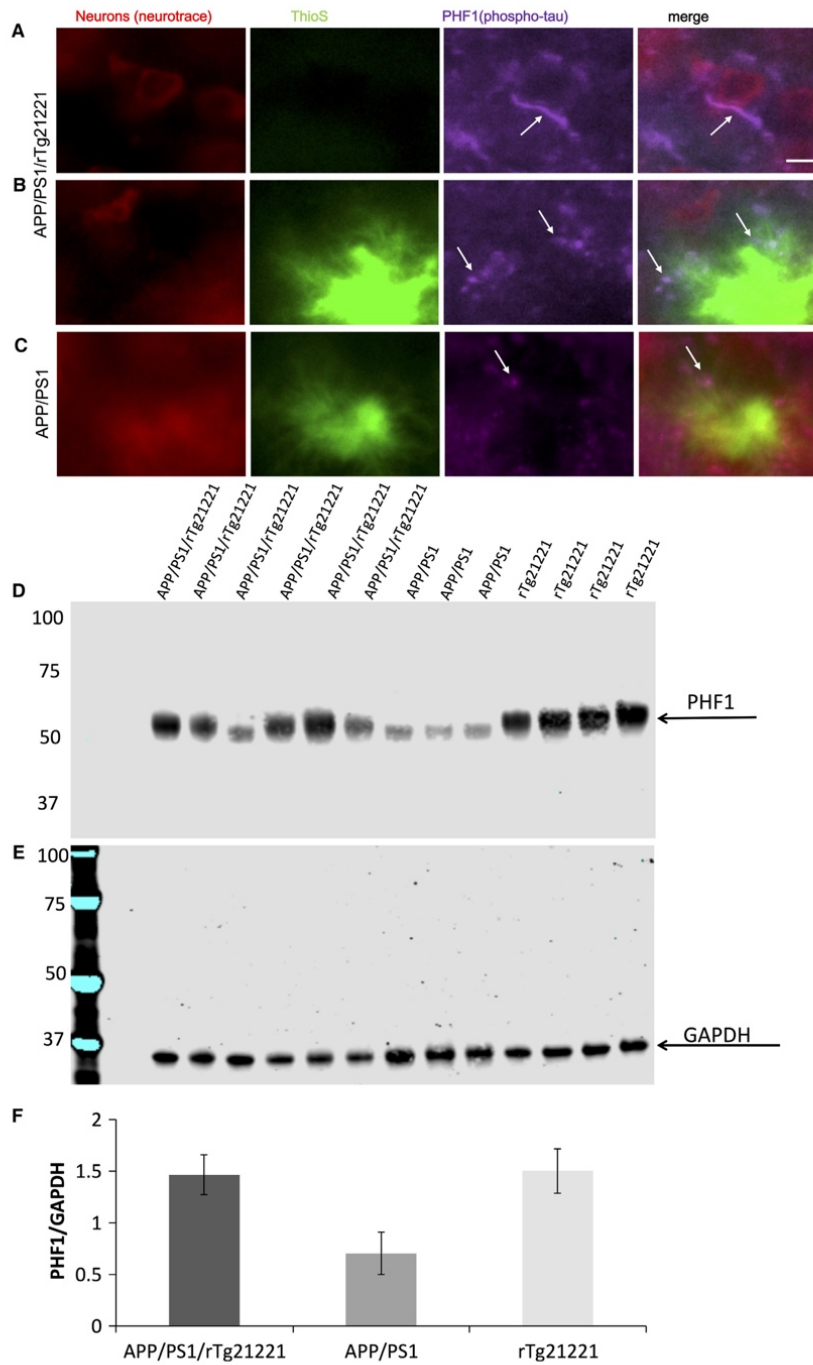 Neurons (neurotrace) ThioS PHF1(phospho-tau) merge
A
APP/PS1/rTg21221
B
C
APP/PS1
APP/PS1/rTg21221 APP/PS1/rTg21221 APP/PS1/rTg21221 APP/PS1/rTg21221 APP/PS1/rTg21221 APP/PS1/rTg21221 APP/PS1 APP/PS1 APP/PS1 rTg21221 rTg21221 rTg21221 rTg21221
D
100
75
PHF1
50
37
E
100
75
50
37
GAPDH
F
PHF1/GAPDH
2
1.5
1
0.5
0
APP/PS1/rTg21221 APP/PS1 rTg21221